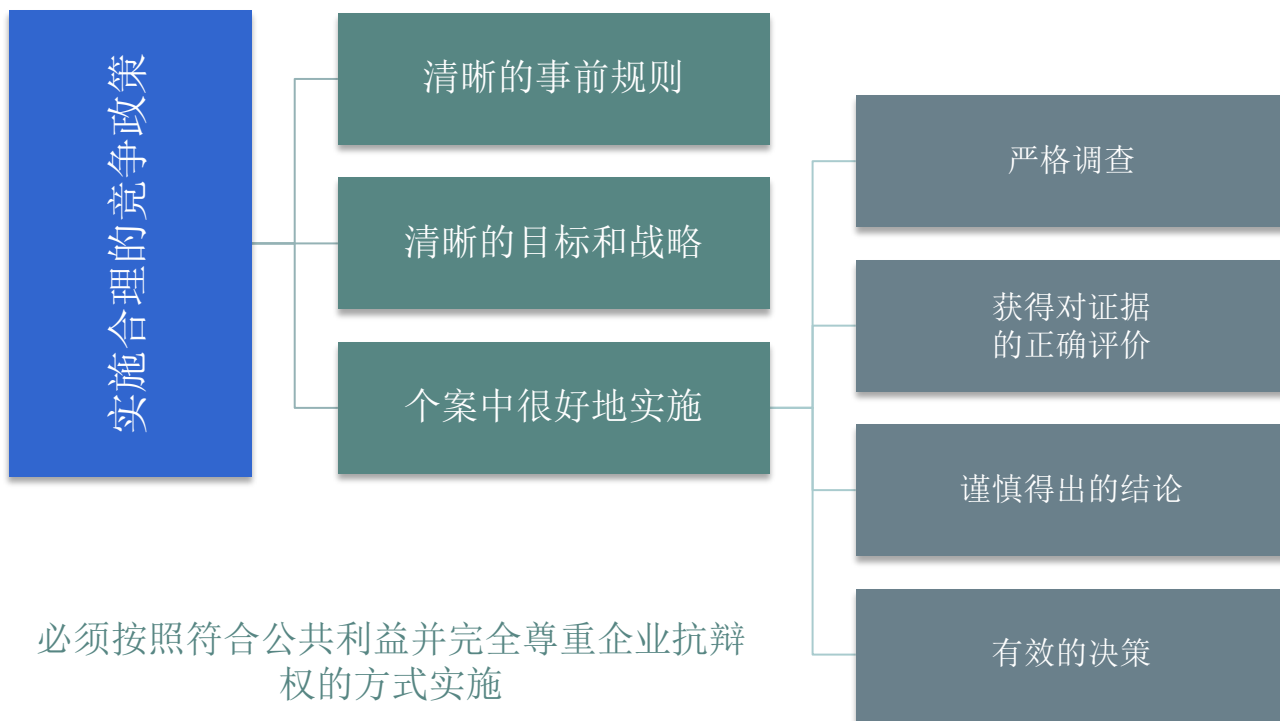 实施合理的竞争政策
清晰的事前规则
清晰的目标和战略
个案中很好地实施
严格调查
获得对证据
的正确评价
谨慎得出的结论
有效的决策
必须按照符合公共利益并完全尊重企业抗辩
权的方式实施